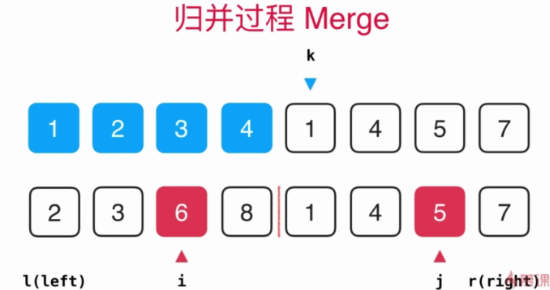 归并过程 Merge
k
1 2 3 4 1 4 5 7
2 3 6 8 1 4 5 7
l(left) i j r(right)